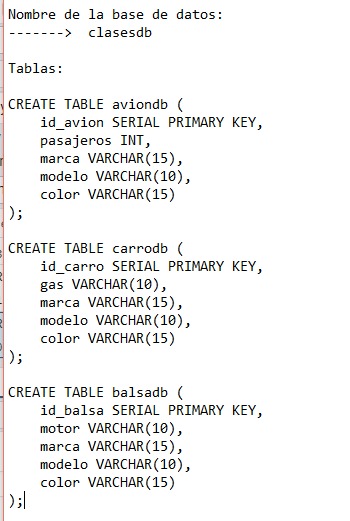 Nombre de la base de datos:
-------> clasesdb
Tablas:
CREATE TABLE aviondb (
id_avion SERIAL PRIMARY KEY,
pasajeros INT,
marca VARCHAR(15),
modelo VARCHAR(10),
color VARCHAR(15)
);
CREATE TABLE carrodb (
id_carro SERIAL PRIMARY KEY,
gas VARCHAR(10),
marca VARCHAR(15),
modelo VARCHAR(10),
color VARCHAR(15)
);
CREATE TABLE balsadb (
id_balsa SERIAL PRIMARY KEY,
motor VARCHAR(10),
marca VARCHAR(15),
modelo VARCHAR(10),
color VARCHAR(15)
);